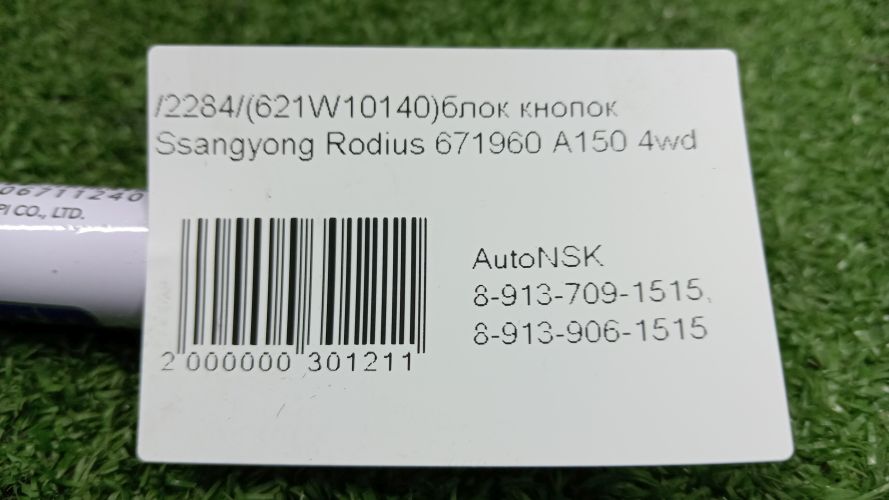 /2284/(621W10140)блок кнопок
Ssangyong Rodius 671960 A150 4wd
06711240
CO., LTD.
AutoNSK
8-913-709-1515,
8-913-906-1515
2 000000 301211